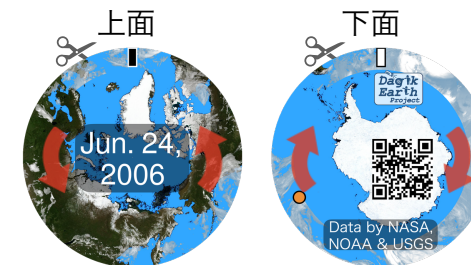 上面
下面
Jun. 24,
2006
Dagik
Earth
Project
Data by NASA,
NOAA & USGS